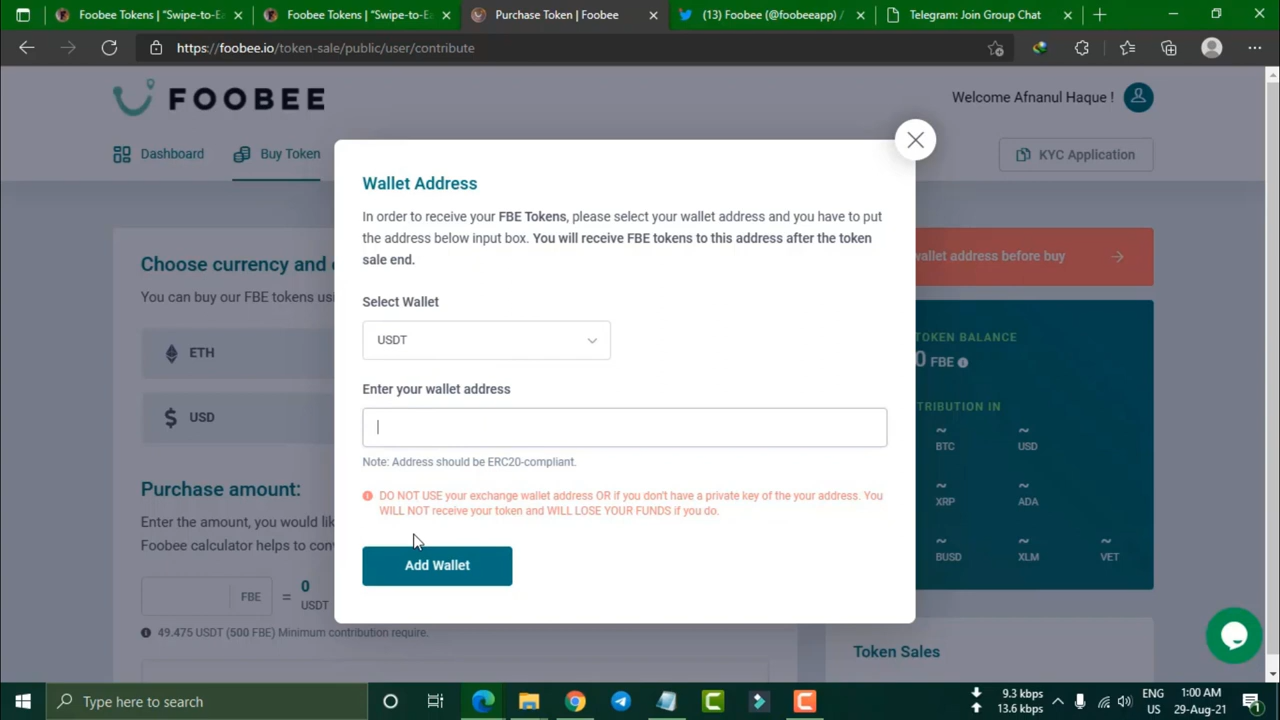 Foobee Tokens | "Swipe-to-Ea
Foobee Tokens | "Swipe-to-Ea
Purchase Token | Foobee
(13) Foobee (@foobeeapp) /
Telegram: Join Group Chat
https://foobee.io/token-sale/public/user/contribute
FOOBEE
Welcome Afnanul Haque !
Dashboard
Buy Token
KYC Application
Wallet Address
In order to receive your FBE Tokens, please select your wallet address and you have to put
the address below input box. You will receive FBE tokens to this address after the token
sale end.
Select Wallet
USDT
Enter your wallet address
Note: Address should be ERC20-compliant.
DO NOT USE your exchange wallet address OR if you don't have a private key of the your address. You
WILL NOT receive your token and WILL LOSE YOUR FUNDS if you do.
Add Wallet
Choose currency and
You can buy our FBE tokens
ETH
USD
Purchase amount:
Enter the amount, you would
Foobee calculator helps to
FBE
=
0
USDT
49.475 USDT (500 FBE) Minimum contribution require.
wallet address before buy
TOKEN BALANCE
0 FBE
~
~
BTC
USD
~
~
XRP
ADA
~
~
~
BUSD
XLM
VET
Token Sales
Type here to search
9.3 kbps
13.6 kbps
ENG
US
1:00 AM
29-Aug-21
1